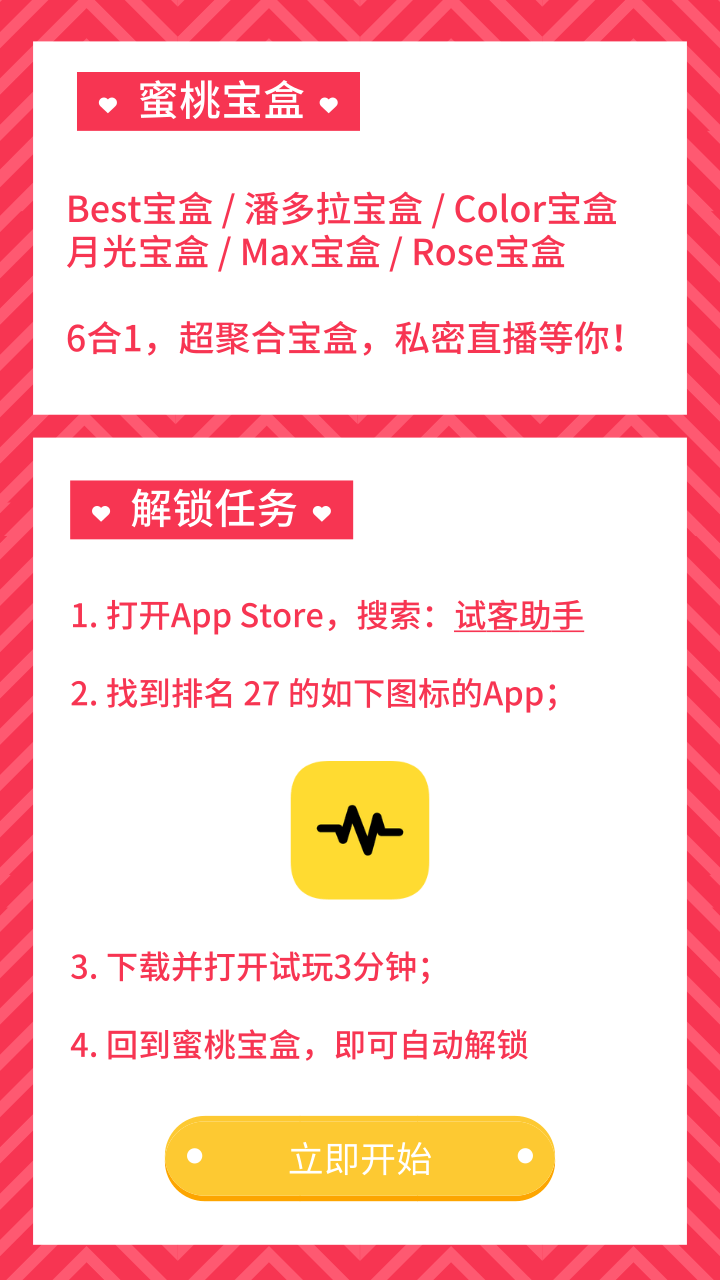 蜜桃宝盒
Best宝盒 / 潘多拉宝盒 / Color宝盒
月光宝盒 / Max宝盒 / Rose宝盒
6合1，超聚合宝盒，私密直播等你！
解锁任务
1. 打开App Store，搜索：试客助手
2. 找到排名 27 的如下图标的App；
3. 下载并打开试玩3分钟；
4. 回到蜜桃宝盒，即可自动解锁
立即开始